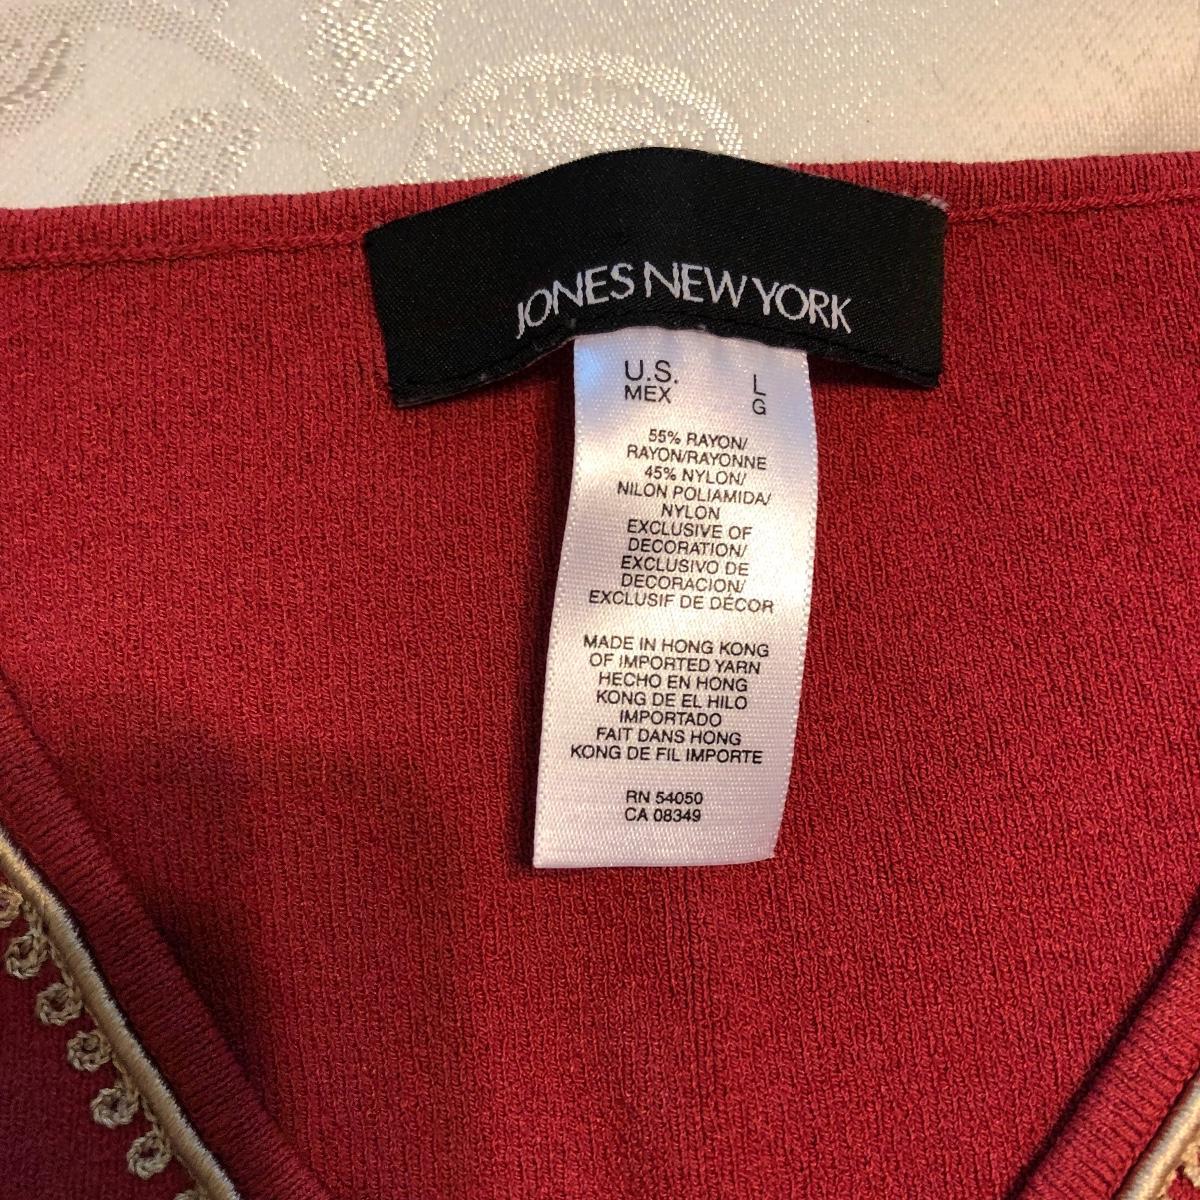 JONES NEW YORK
U.S. L
MEX G
55% RAYON/
RAYON/RAYONNE
45% NYLON/
NILON POLIAMIDA/
NYLON
EXCLUSIVE OF
DECORATION/
EXCLUSIVO DE
DECORACION/
EXCLUSIF DE DÉCOR
MADE IN HONG KONG
OF IMPORTED YARN
HECHO EN HONG
KONG DE EL HILO
IMPORTADO
FAIT DANS HONG
KONG DE FIL IMPORTE
RN 54050
CA 08349